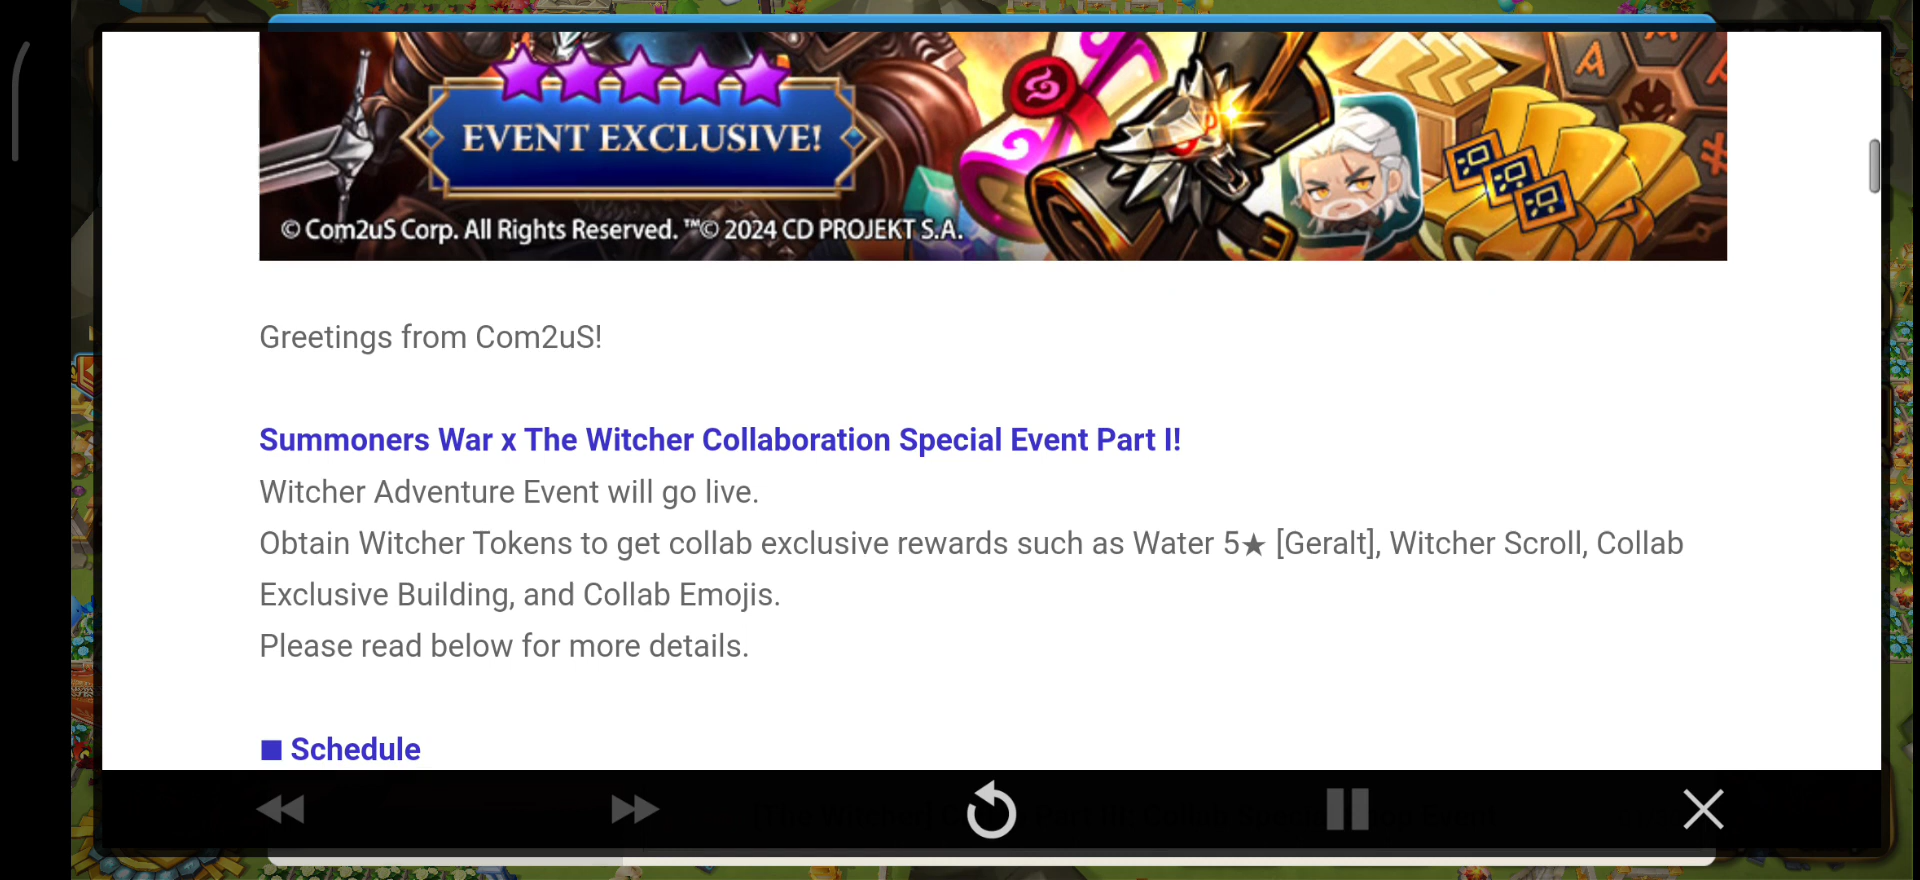 EVENT EXCLUSIVE!
© Com2uS Corp. All Rights Reserved. ™© 2024 CD PROJEKT S.A.
Greetings from Com2uS!
Summoners War x The Witcher Collaboration Special Event Part I!
Witcher Adventure Event will go live.
Obtain Witcher Tokens to get collab exclusive rewards such as Water 5★ [Geralt], Witcher Scroll, Collab
Exclusive Building, and Collab Emojis.
Please read below for more details.
■ Schedule